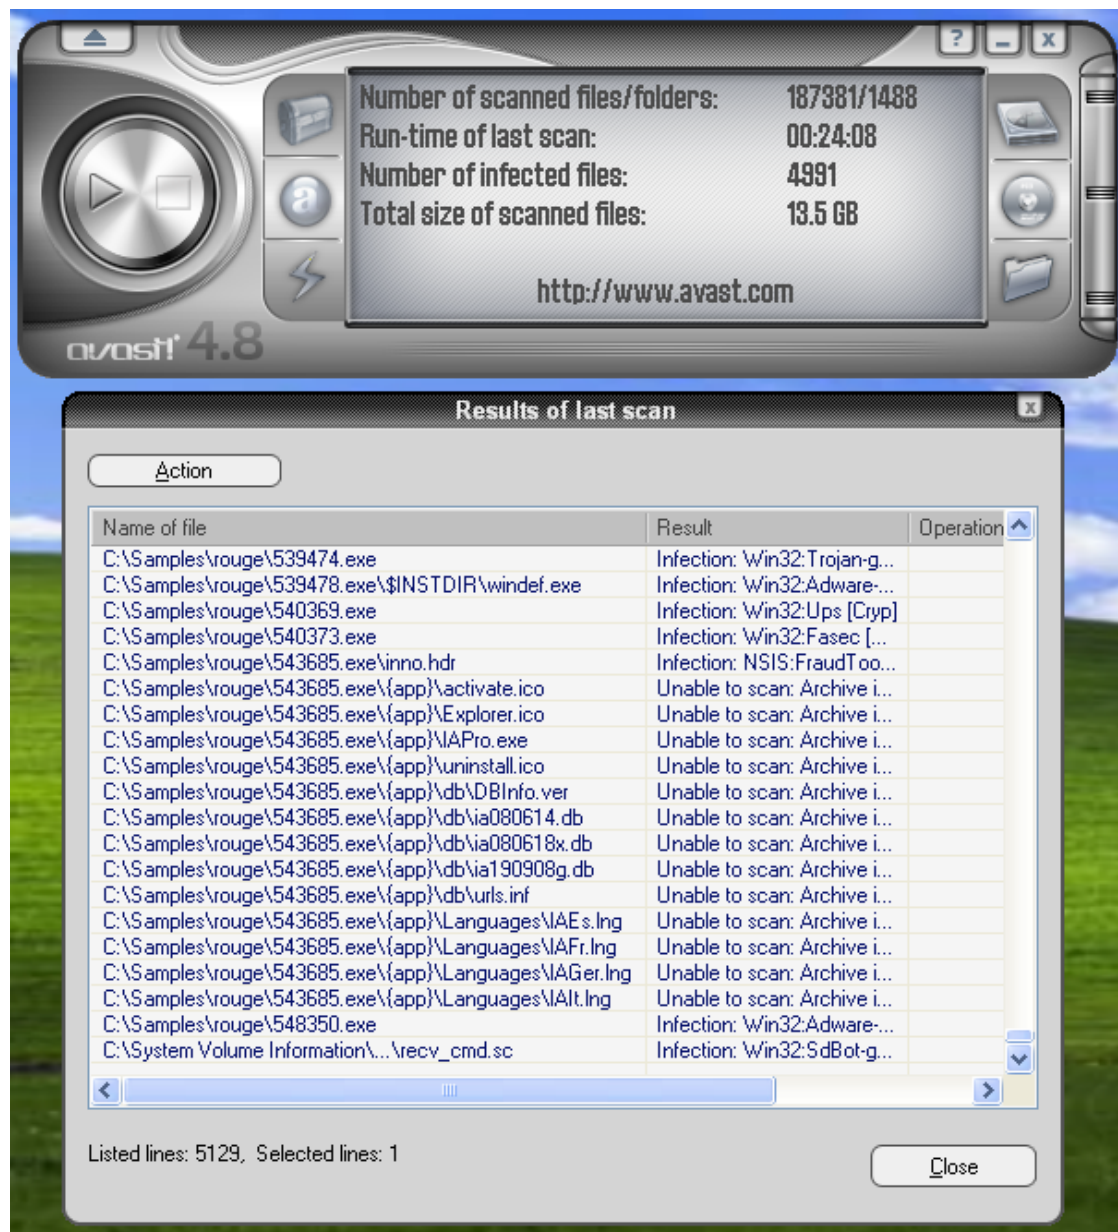 ?
x
Number of scanned files/folders: 187381/1488
Run-time of last scan: 00:24:08
Number of infected files: 4991
Total size of scanned files: 13.5 GB
http://www.avast.com
a
avast! 4.8
Results of last scan
x
Action
Name of file Result Operation
C:\Samples\rouge\539474.exe Infection: Win32:Trojan-g...
C:\Samples\rouge\539478.exe\$INSTDIR\windef.exe Infection: Win32:Adware-...
C:\Samples\rouge\540369.exe Infection: Win32:Ups [Cryp]
C:\Samples\rouge\540373.exe Infection: Win32:Fasec [...
C:\Samples\rouge\543685.exe\inno.hdr Infection: NSIS:FraudToo...
C:\Samples\rouge\543685.exe\{app}\activate.ico Unable to scan: Archive i...
C:\Samples\rouge\543685.exe\{app}\Explorer.ico Unable to scan: Archive i...
C:\Samples\rouge\543685.exe\{app}\IAPro.exe Unable to scan: Archive i...
C:\Samples\rouge\543685.exe\{app}\uninstall.ico Unable to scan: Archive i...
C:\Samples\rouge\543685.exe\{app}\db\DBInfo.ver Unable to scan: Archive i...
C:\Samples\rouge\543685.exe\{app}\db\ia080614.db Unable to scan: Archive i...
C:\Samples\rouge\543685.exe\{app}\db\ia080618x.db Unable to scan: Archive i...
C:\Samples\rouge\543685.exe\{app}\db\ia190908g.db Unable to scan: Archive i...
C:\Samples\rouge\543685.exe\{app}\db\urls.inf Unable to scan: Archive i...
C:\Samples\rouge\543685.exe\{app}\Languages\IAEs.lng Unable to scan: Archive i...
C:\Samples\rouge\543685.exe\{app}\Languages\IAFr.lng Unable to scan: Archive i...
C:\Samples\rouge\543685.exe\{app}\Languages\IAGer.lng Unable to scan: Archive i...
C:\Samples\rouge\543685.exe\{app}\Languages\IAIt.lng Unable to scan: Archive i...
C:\Samples\rouge\548350.exe Infection: Win32:Adware-...
C:\System Volume Information\...\recv_cmd.sc Infection: Win32:SdBot-g...
Listed lines: 5129, Selected lines: 1
Close